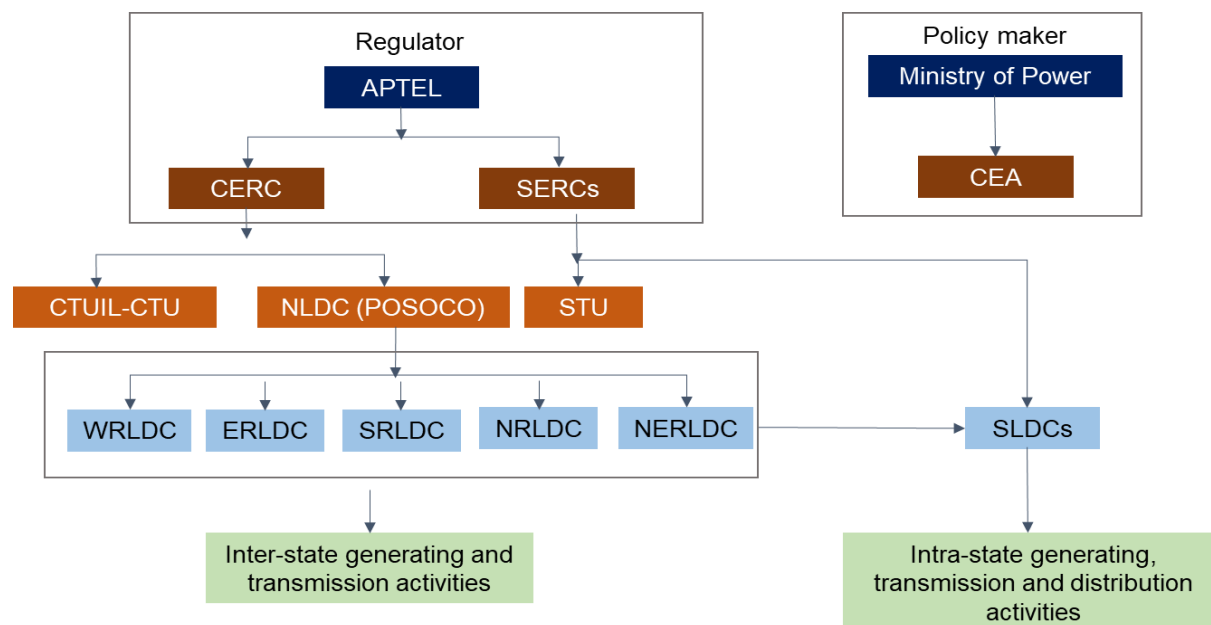 Regulator
APTEL
CERC
SERCs
Policy maker
Ministry of Power
CEA
CTUIL-CTU
NLDC (POSOCO)
STU
WRLDC
ERLDC
SRLDC
NRLDC
NERLDC
SLDCs
Inter-state generating and
transmission activities
Intra-state generating,
transmission and distribution
activities